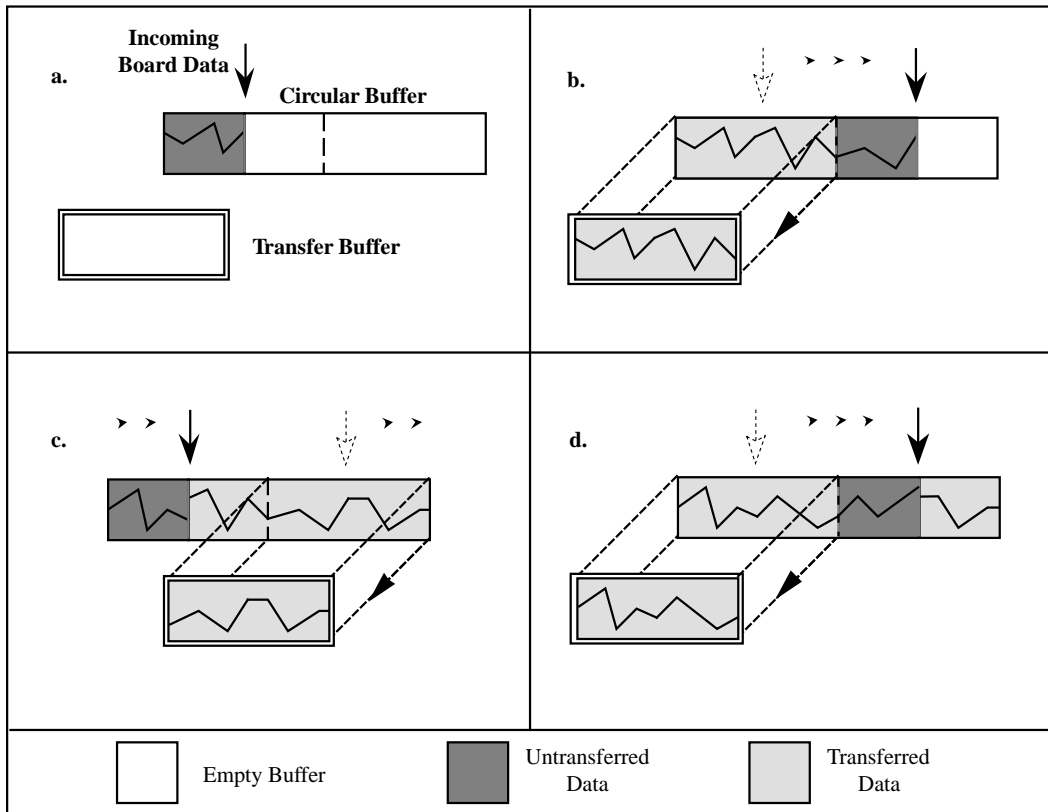 a.
Incoming
Board Data
Circular Buffer
Transfer Buffer
b.
c.
d.
Empty Buffer
Untransferred
Data
Transferred
Data